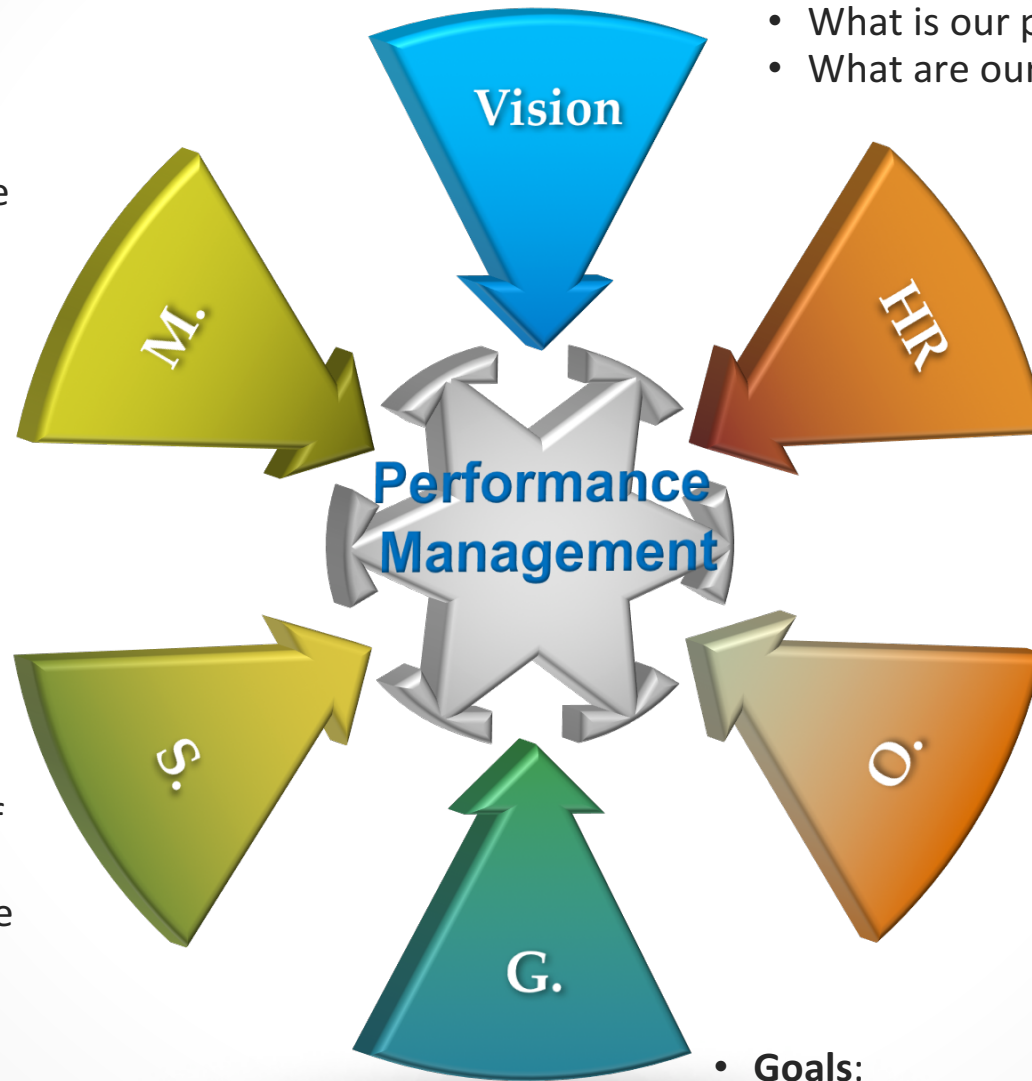 • What is our p
• What are our
Vision
e
M.
HR
Performance
Management
S.
O.
f
e
G.
• Goals: